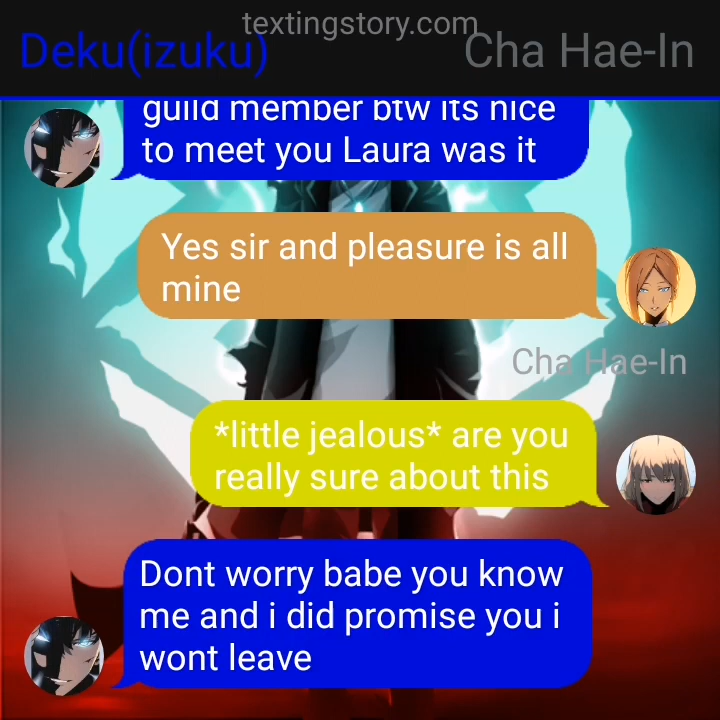 textingstory.com
Deku(izuku)
Cha Hae-In
guild member btw its nice
to meet you Laura was it
Yes sir and pleasure is all
mine
Cha Hae-In
*little jealous* are you
really sure about this
Dont worry babe you know
me and i did promise you i
wont leave